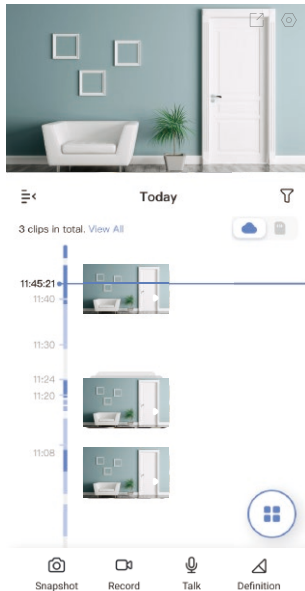 Today
3 clips in total. View All
11:45:21
11:40
11:30
11:24
11:20
11:08
Snapshot Record Talk Definition